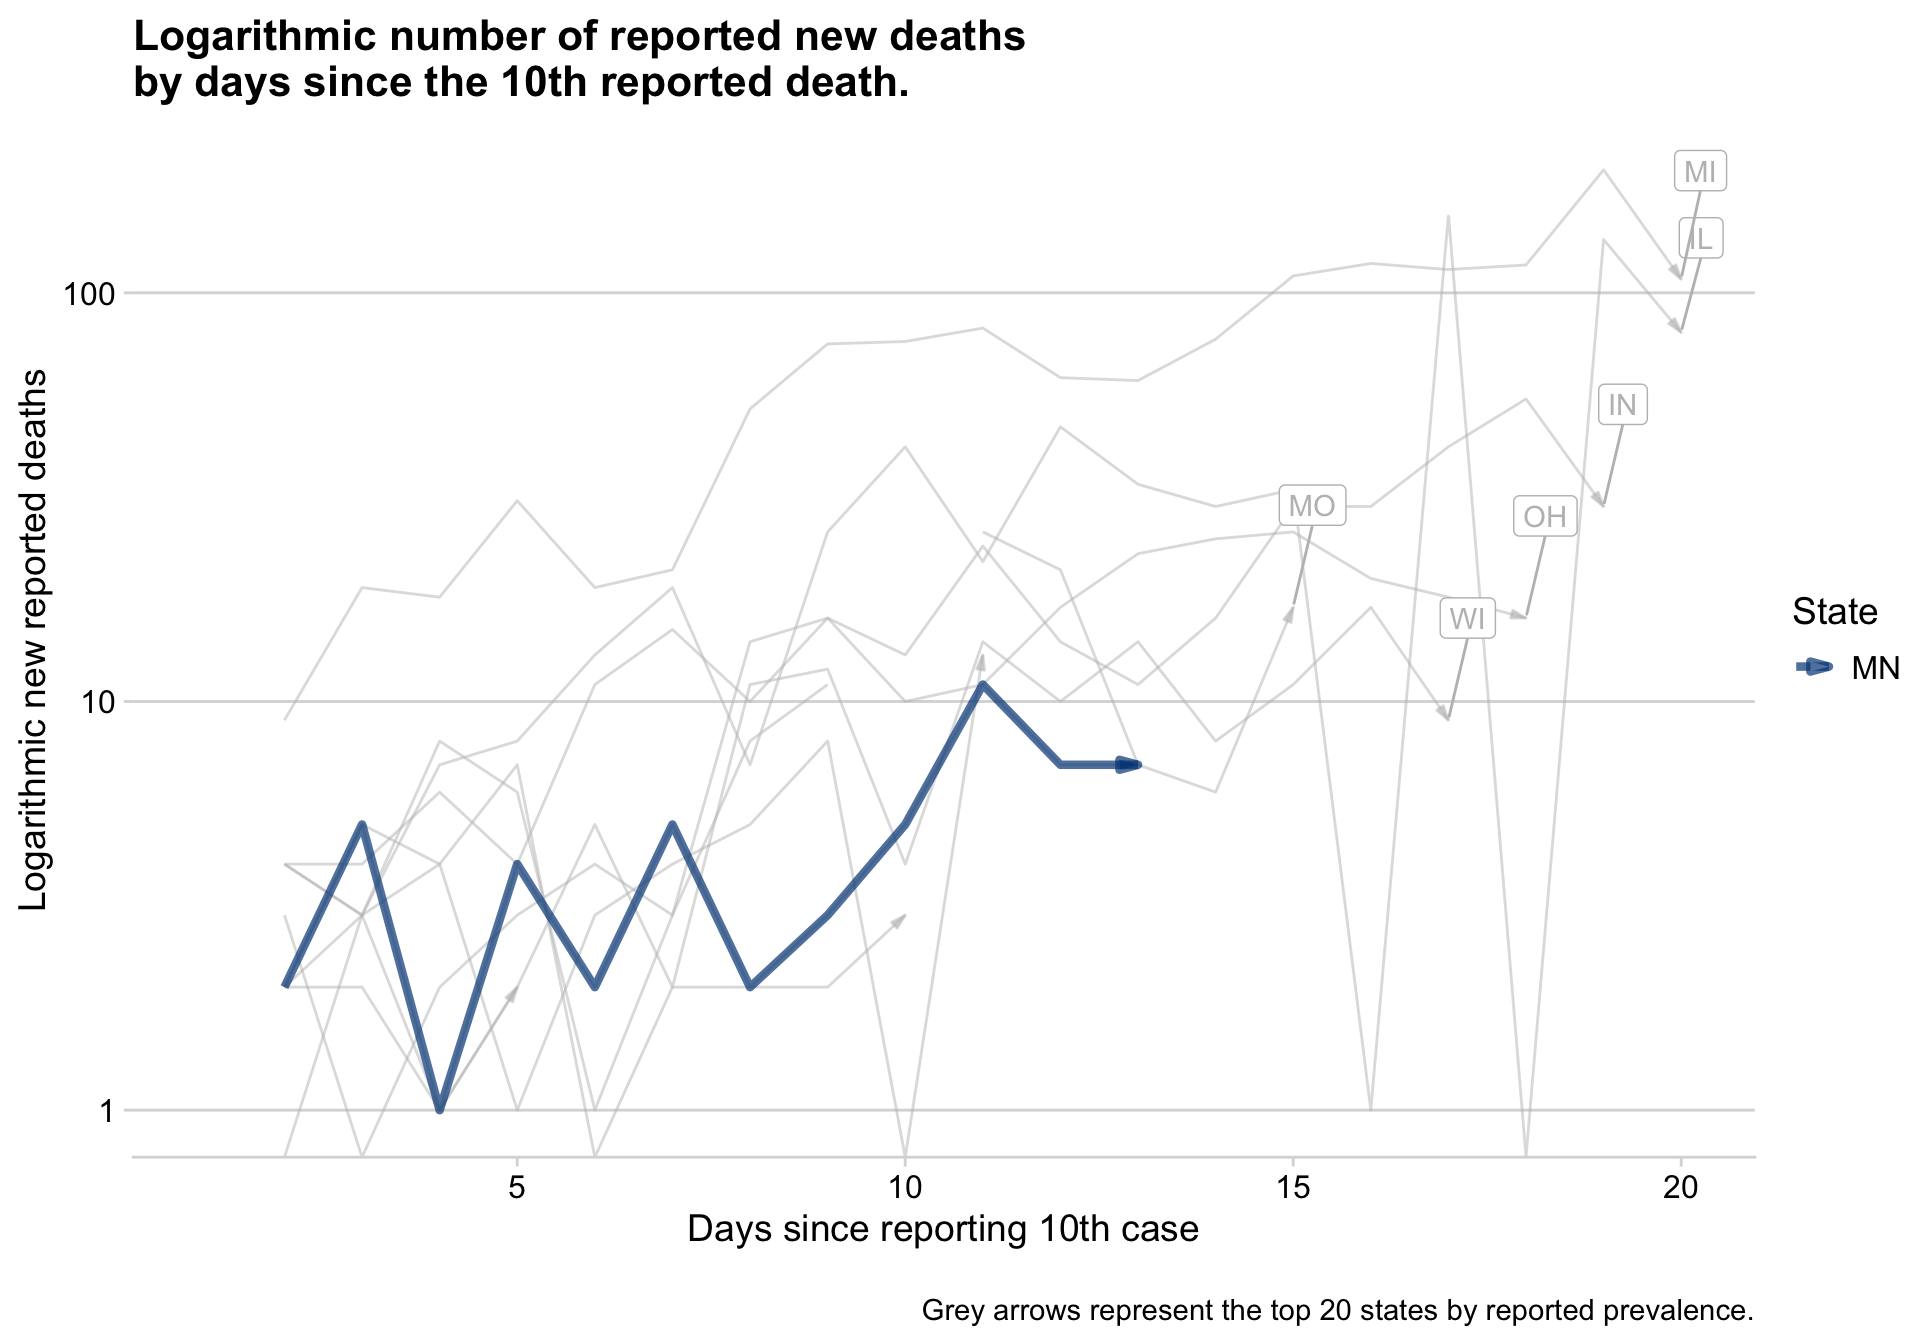 Logarithmic number of reported new deaths
by days since the 10th reported death.
Logarithmic new reported deaths
100
10
1
MI
IL
IN
MO
OH
WI
State
MN
5
10
15
20
Days since reporting 10th case
Grey arrows represent the top 20 states by reported prevalence.